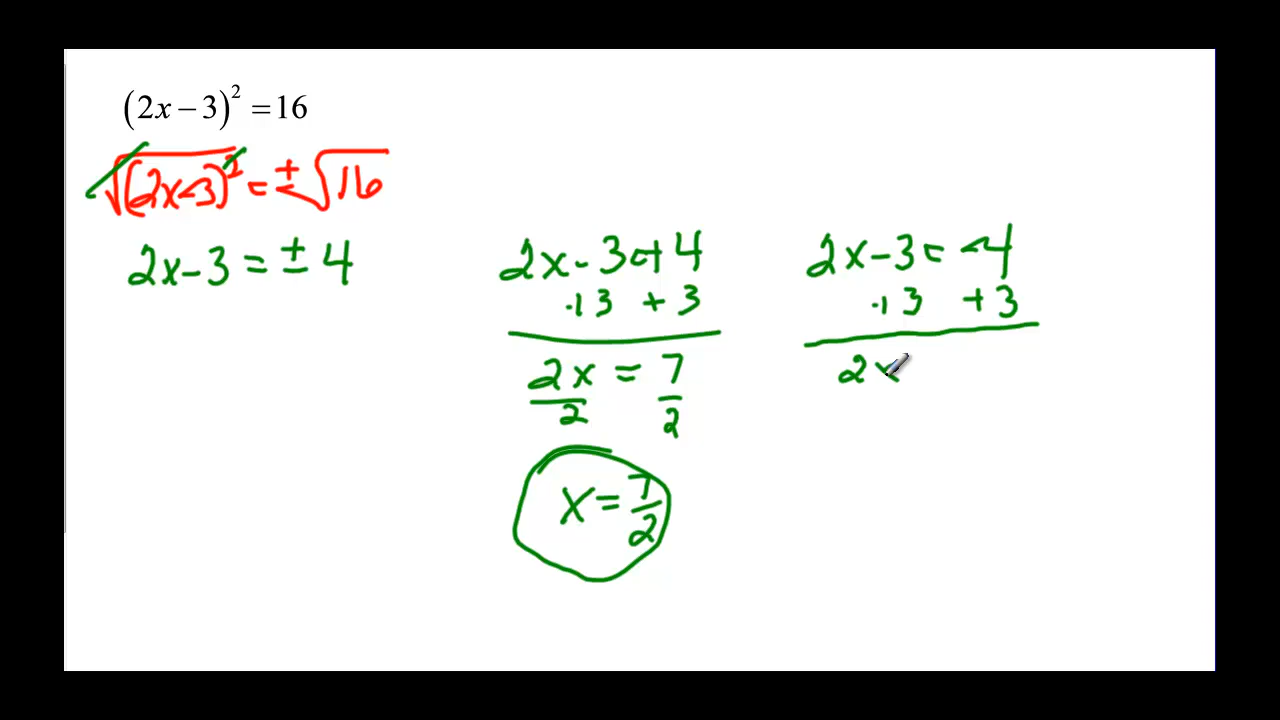 (2x − 3)² = 16
√(2x-3)² = ± √16
2x-3 = ± 4
2x-3=+4
+3 +3
2x = 7
2 2
x = 7/2
2x-3=-4
+3 +3
2x